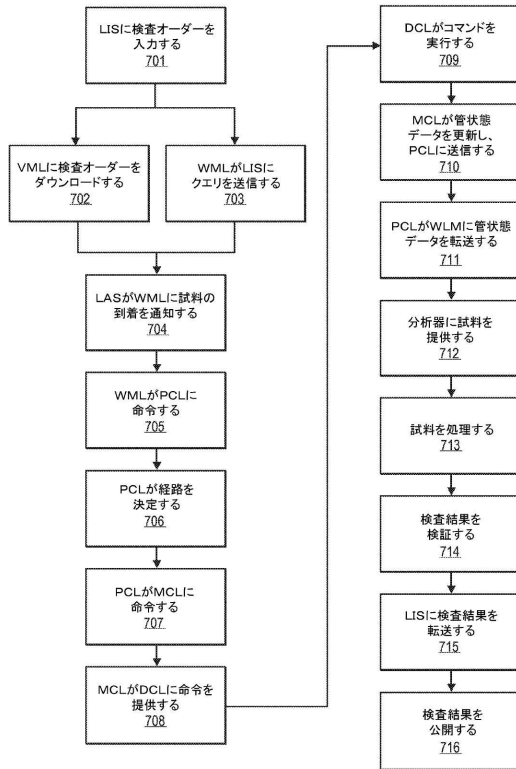 LISに検査オーダーを
入力する
701
VMLに検査オーダーを
ダウンロードする
702
WMLがLISに
クエリを送信する
703
LASがWMLに試料の
到着を通知する
704
WMLがPCLに
命令する
705
PCLが経路を
決定する
706
PCLがMCLに
命令する
707
MCLがDCLに命令を
提供する
708
DCLがコマンドを
実行する
709
MCLが管状態
データを更新し、
PCLに送信する
710
PCLがWLMに管状態
データを転送する
711
分析器に試料を
提供する
712
試料を処理する
713
検査結果を
検証する
714
LISに検査結果を
転送する
715
検査結果を
公開する
716